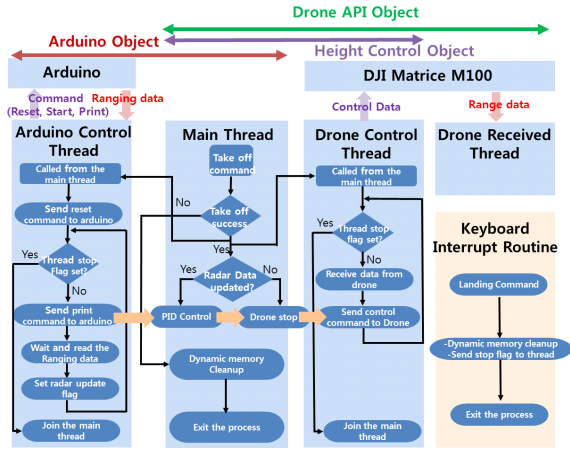 Drone API Object
Arduino Object
Height Control Object
Arduino
DJI Matrice M100
Command
(Reset, Start, Print)
Ranging data
Control Data
Range data
Arduino Control
Thread
Called from the
main thread
Send reset
command to arduino
Yes
Thread stop
Flag set?
No
Send print
command to arduino
Wait and read the
Ranging data
Set radar update
flag
Join the main
thread
Main Thread
Take off
command
No
Take off
success
Yes
Yes
Radar Data
updated?
No
PID Control
Drone stop
Dynamic memory
Cleanup
Exit the process
Drone Control
Thread
Called from the
main thread
Yes
Thread stop
flag set?
No
Receive data from
drone
Send control
command to Drone
Join the main
thread
Drone Received
Thread
Keyboard
Interrupt Routine
Landing Command
-Dynamic memory cleanup
-Send stop flag to thread
Exit the process